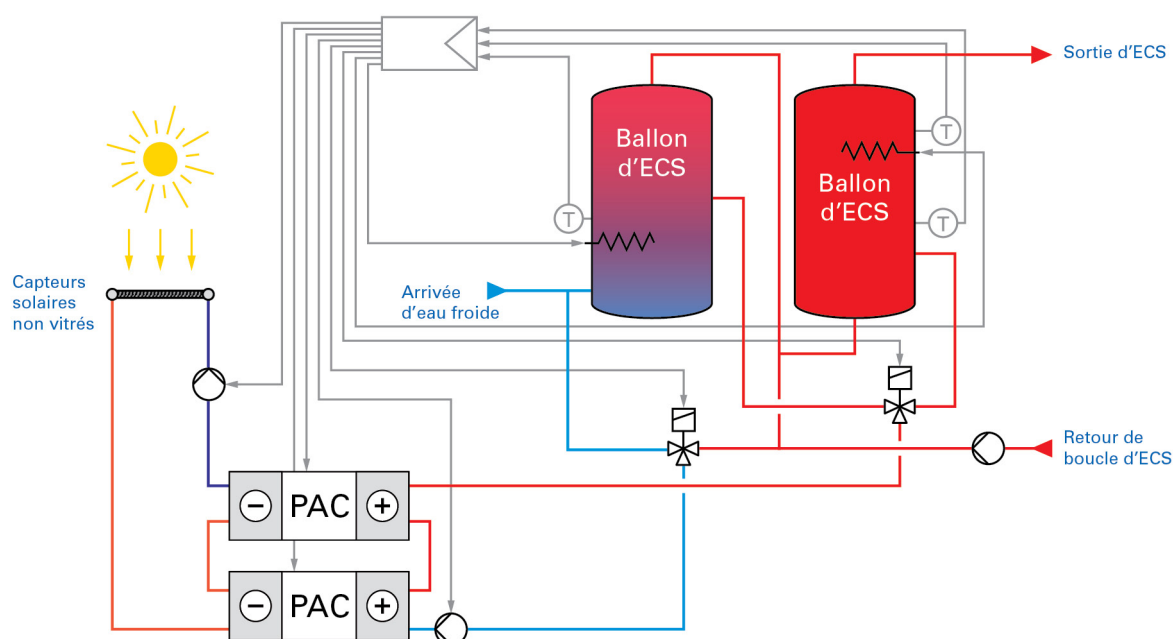 Sortie d'ECS
T
Ballon
d'ECS
Ballon
d'ECS
T
T
Capteurs
solaires
non vitrés
Arrivée
d'eau froide
Retour de
boucle d'ECS
− PAC +
− PAC +